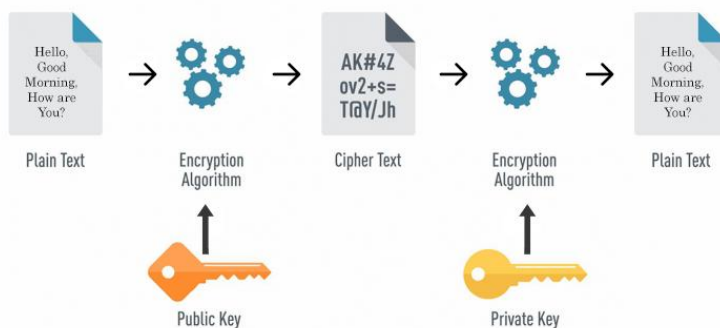 Hello,
Good
Morning,
How are
You?
AK#4Z
ov2+s=
T@Y/Jh
Hello,
Good
Morning,
How are
You?
Plain Text
Encryption
Algorithm
Cipher Text
Encryption
Algorithm
Plain Text
Public Key
Private Key